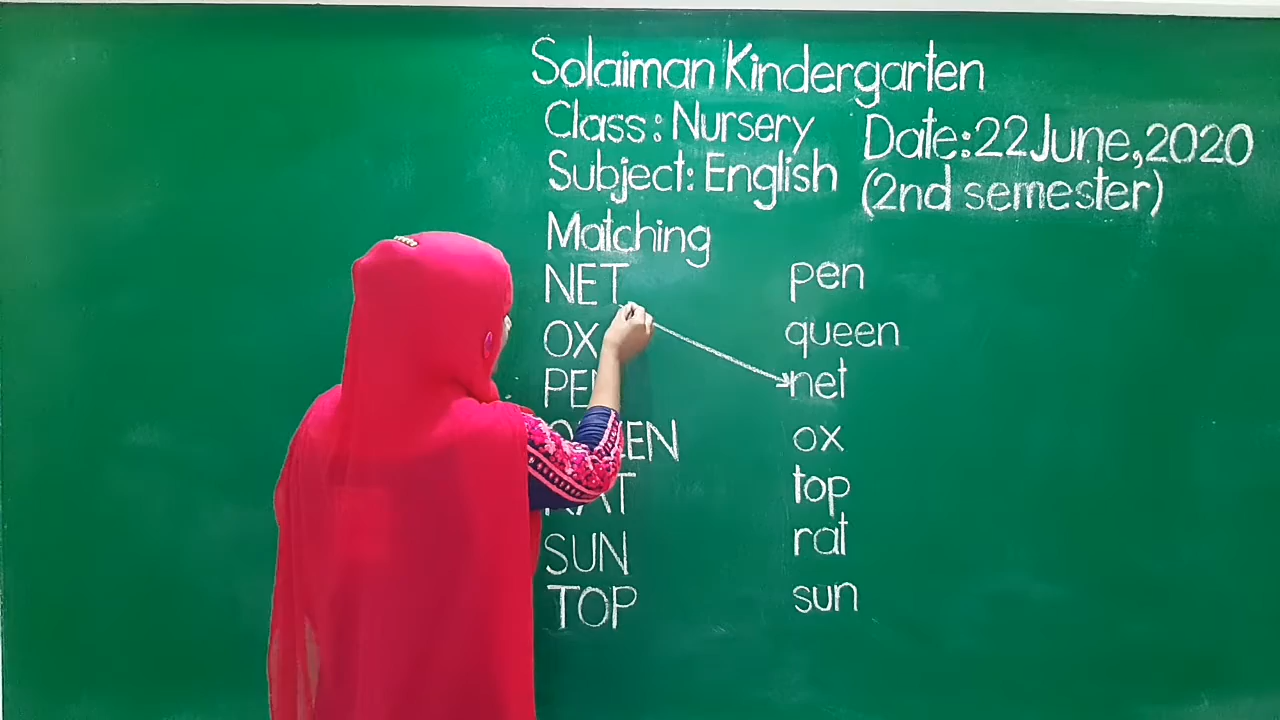 Solaiman Kindergarten
Class: Nursery Date: 22 June, 2020
Subject: English (2nd semester)
Matching
NET pen
OX queen
net
ox
top
rat
SUN
TOP sun